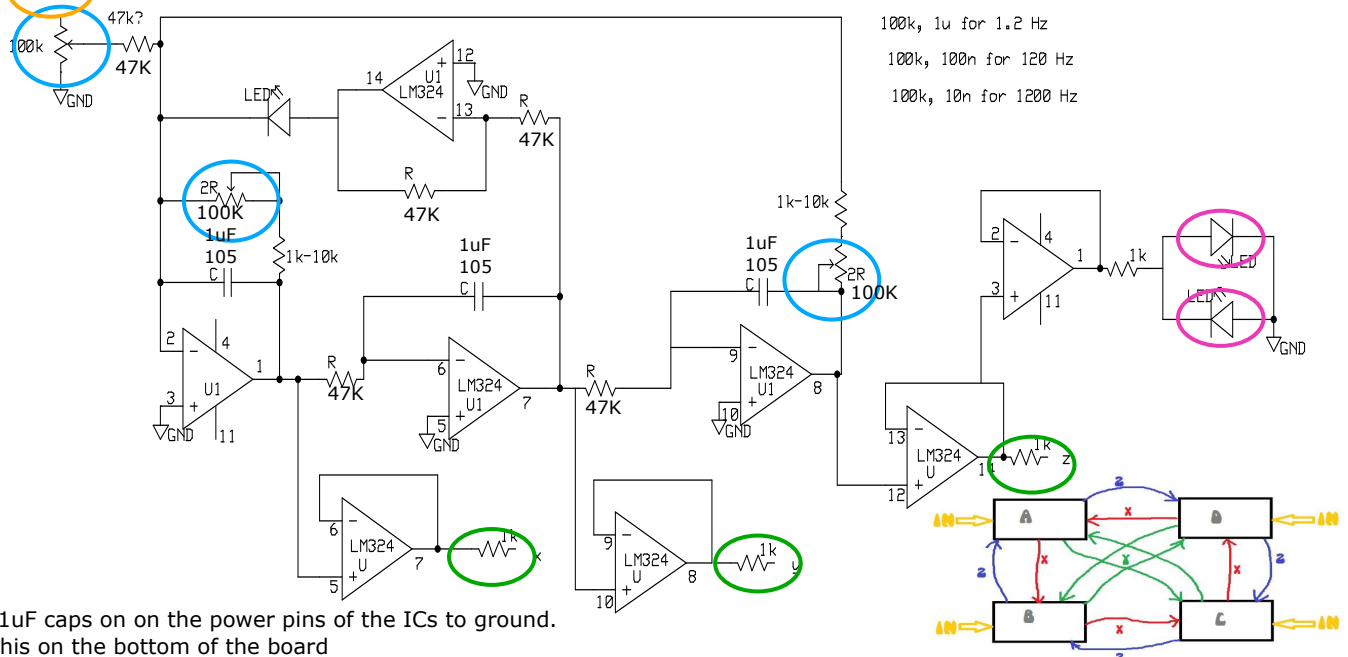 47k?
100k
47K
GND
100k, 1u for 1.2 Hz
100k, 100n for 120 Hz
100k, 10n for 1200 Hz
LED
14
U1
LM324
12
GND
13
R
47K
R
47K
2R
100K
1uF
105
C
1k-10k
1uF
105
C
1k-10k
1uF
105
C
2R
100K
2
4
1
U1
3
GND
11
R
47K
6
LM324
U1
7
5
GND
R
47K
9
LM324
U1
8
10
GND
2
4
1
3
11
1k
LED
LED
GND
13
LM324
U
14
12
1k
z
6
LM324
U
7
5
1k
x
9
LM324
U
8
10
1k
y
A
B
C
D
z
z
z
z
x
x
x
x
Y
IN
IN
IN
IN
1uF caps on on the power pins of the ICs to ground.
his on the bottom of the board